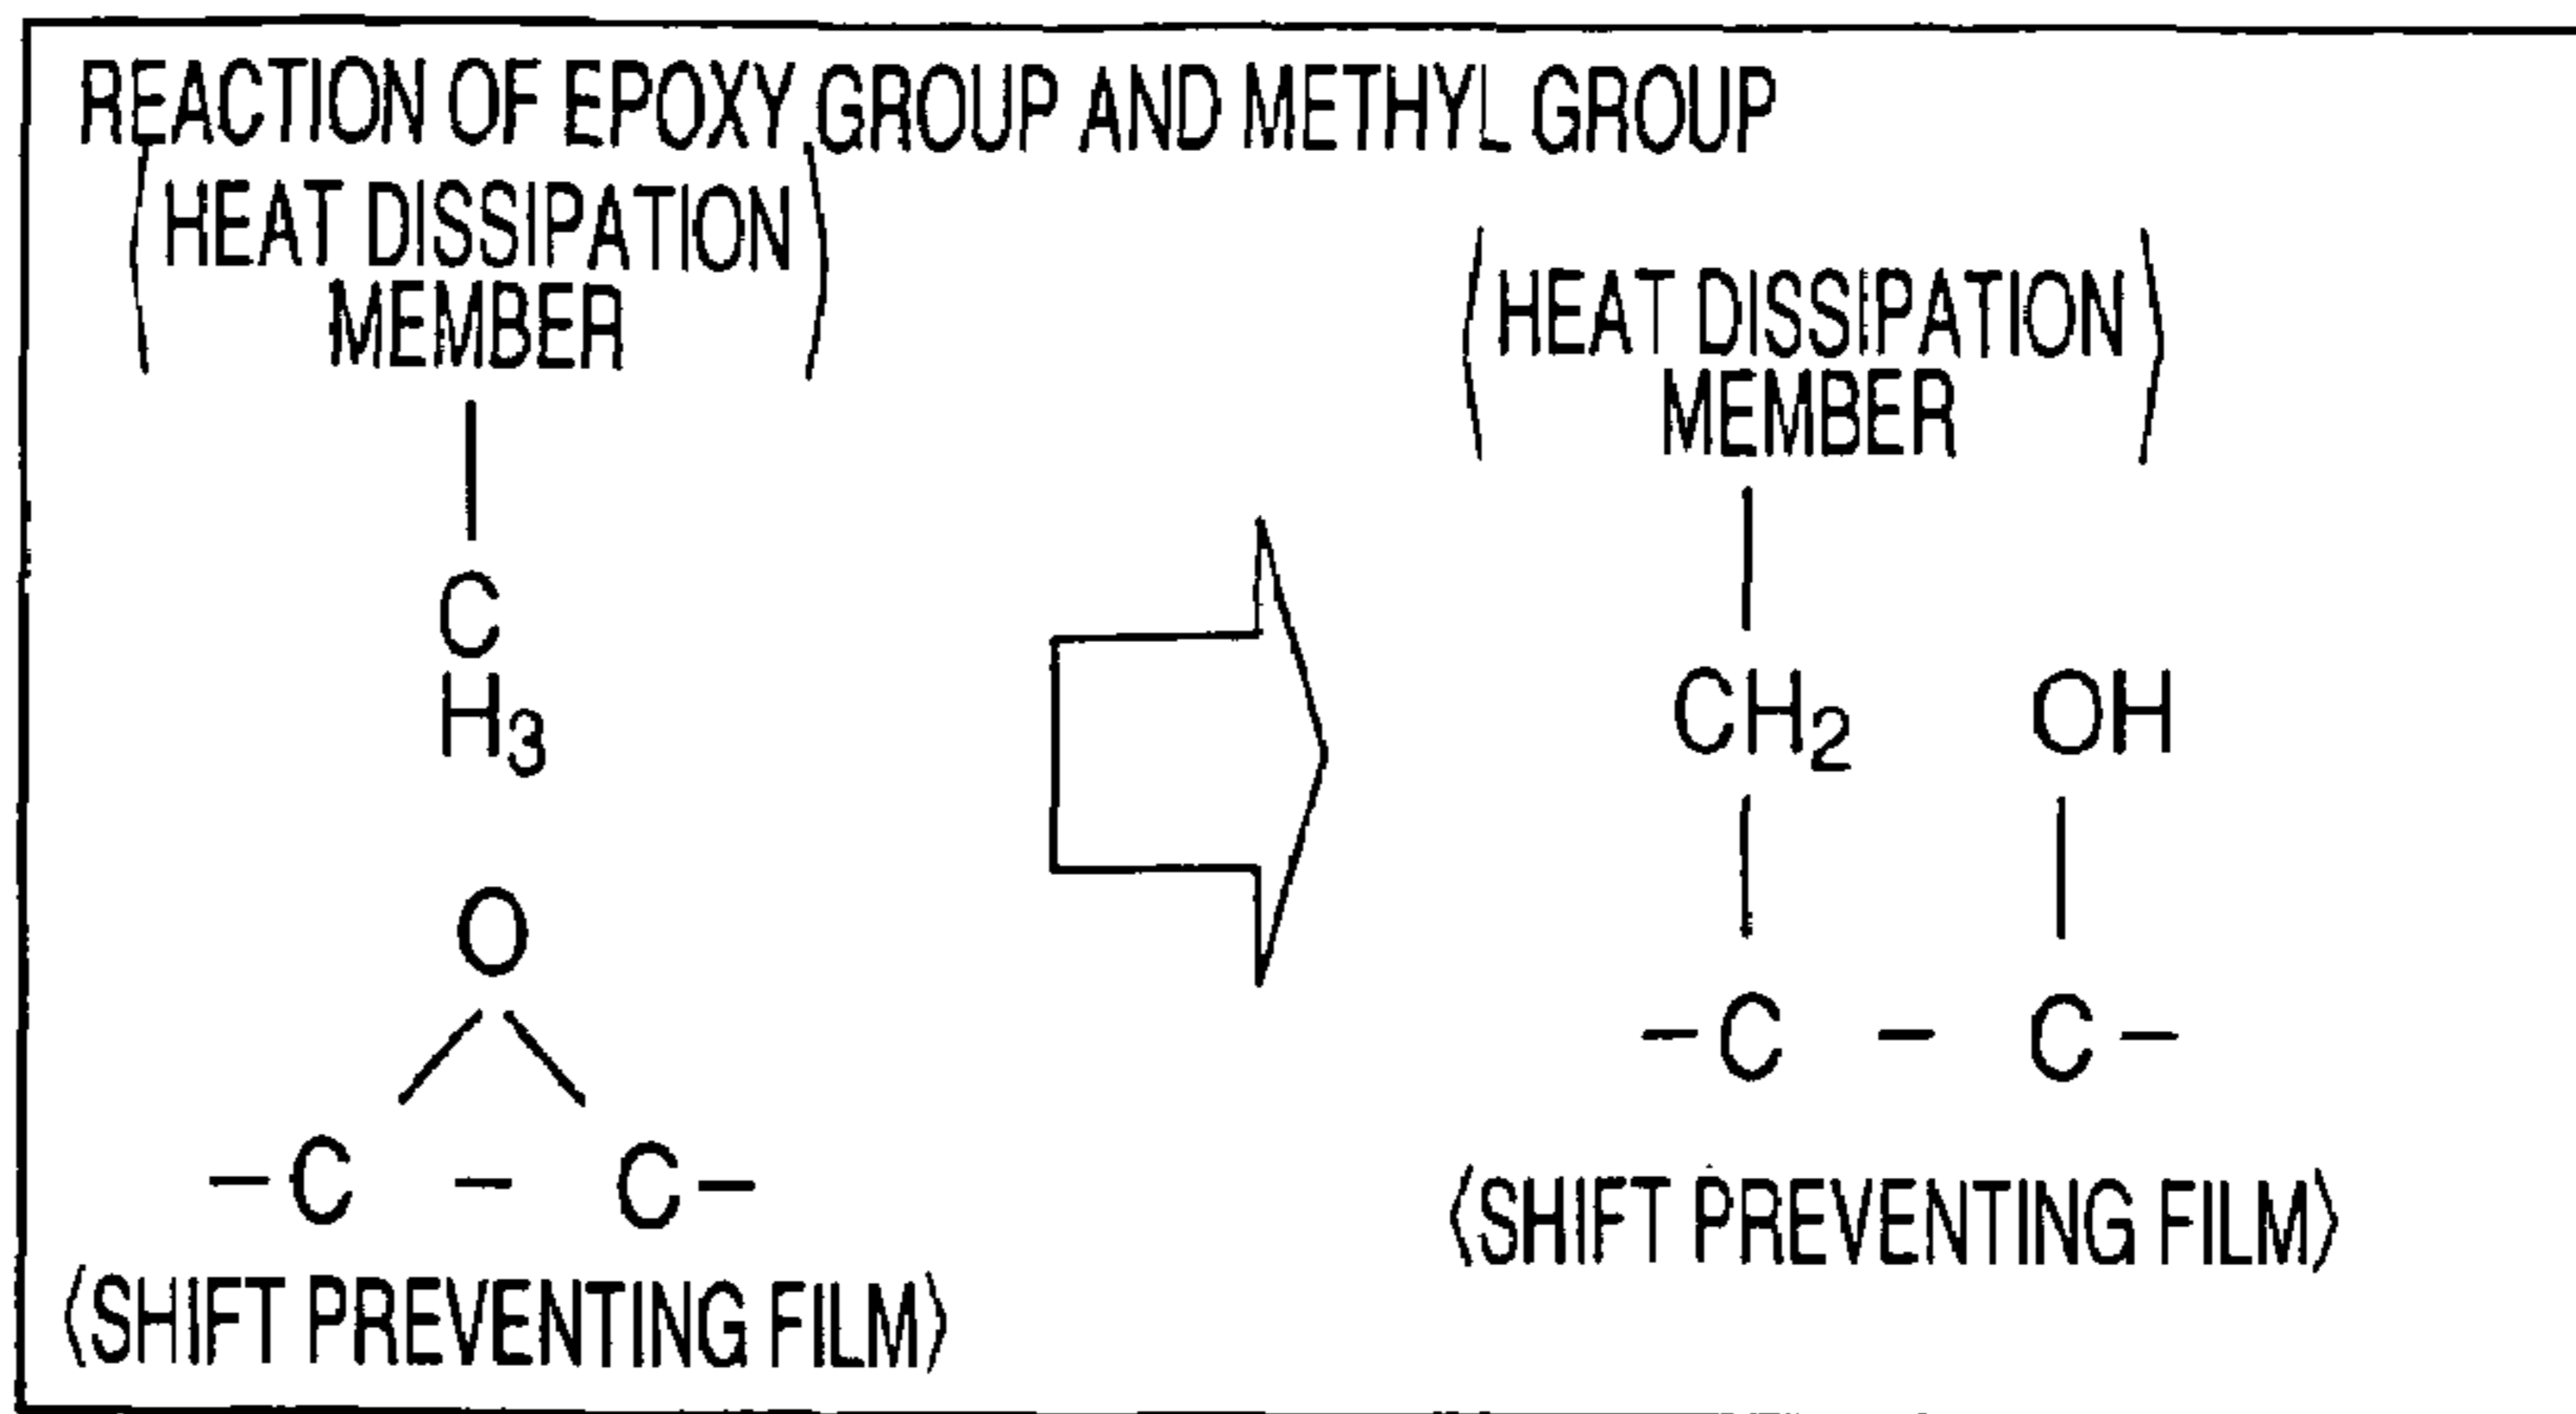 REACTION OF EPOXY GROUP AND METHYL GROUP
⟨HEAT DISSIPATION
MEMBER⟩
C
H3
O
–C – C–
⟨SHIFT PREVENTING FILM⟩
⟨HEAT DISSIPATION
MEMBER⟩
CH2 OH
–C – C–
⟨SHIFT PREVENTING FILM⟩